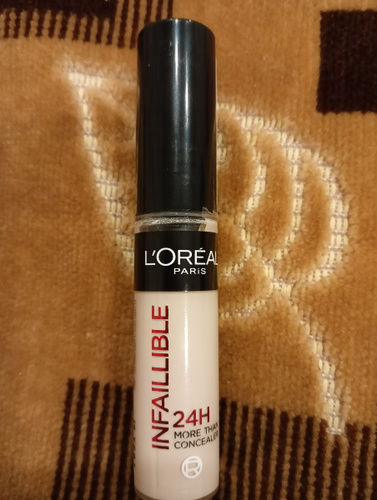 L'ORÉAL
PARIS
INFAILLIBLE
24H
MORE THAN
CONCEALER